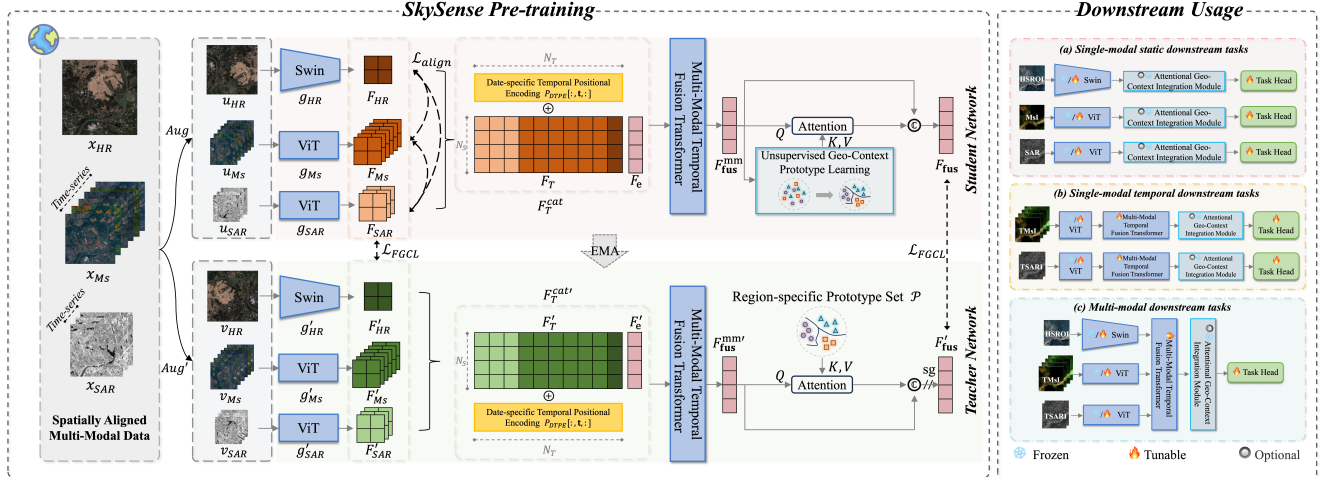 SkySense Pre-training
Time-series
Time-series
x_HR
x_Ms
x_SAR
Spatially Aligned
Multi-Modal Data
Aug
Aug′
u_HR
u_Ms
u_SAR
Swin
g_HR
ViT
g_Ms
ViT
g_SAR
F_HR
F_Ms
F_SAR
ℒ_align
N_T
Date-specific Temporal Positional
Encoding P_DTPE[:, t, :]
⊕
N_S
F_T
F_e
F_T^cat
Multi-Modal Temporal
Fusion Transformer
F_fus^mm
Q
Attention
K, V
Unsupervised Geo-Context
Prototype Learning
C
F_fus
Student Network
ℒ_FGCL
EMA
ℒ_FGCL
v_HR
v_Ms
v_SAR
Swin
g′_HR
ViT
g′_Ms
ViT
g′_SAR
F′_HR
F′_Ms
F′_SAR
F_T^cat′
F′_T
F′_e
N_S
⊕
Date-specific Temporal Positional
Encoding P_DTPE[:, t, :]
N_T
Multi-Modal Temporal
Fusion Transformer
F_fus^mm′
Region-specific Prototype Set 𝒫
K, V
Q
Attention
C
sg
//
F′_fus
Teacher Network
Downstream Usage
(a) Single-modal static downstream tasks
HSROI
/ Swin
Attentional Geo-
Context Integration Module
Task Head
MsI
/ ViT
Attentional Geo-
Context Integration Module
Task Head
SAR
/ ViT
Attentional Geo-
Context Integration Module
Task Head
(b) Single-modal temporal downstream tasks
TMsI
/
ViT
Multi-Modal
Temporal
Fusion Transformer
Attentional
Geo-Context
Integration Module
Task Head
TSARI
/
ViT
Multi-Modal
Temporal
Fusion Transformer
Attentional
Geo-Context
Integration Module
Task Head
(c) Multi-modal downstream tasks
HSROI
/ Swin
TMsI
/ ViT
TSARI
/ ViT
Multi-Modal Temporal
Fusion Transformer
Attentional Geo-Context
Integration Module
Task Head
Frozen
Tunable
Optional